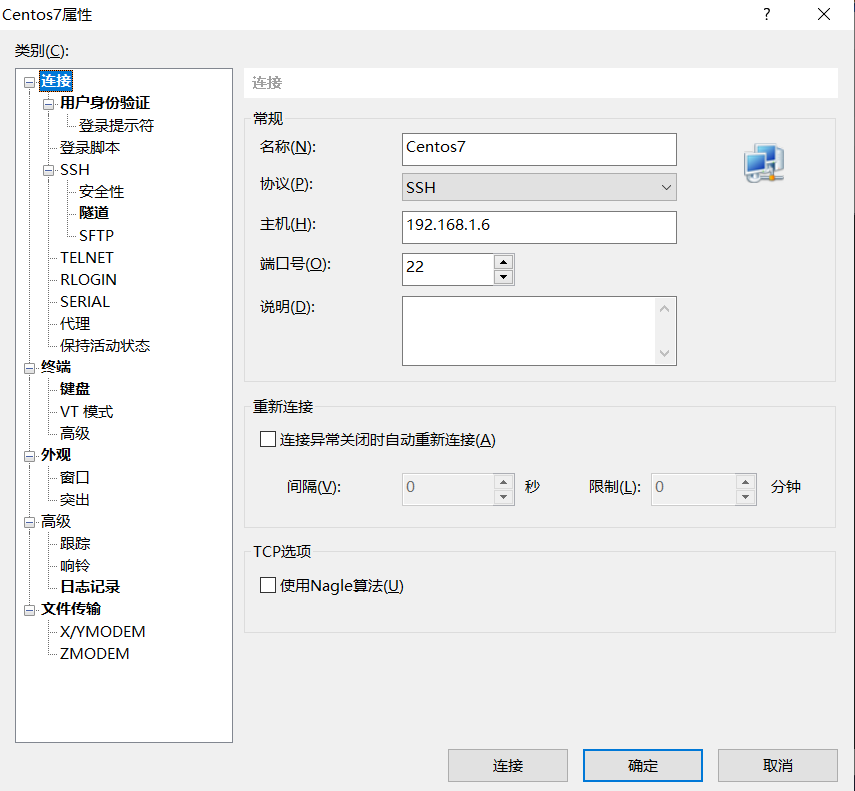 Centos7属性
类别(C):
连接
用户身份验证
登录提示符
登录脚本
SSH
安全性
隧道
SFTP
TELNET
RLOGIN
SERIAL
代理
保持活动状态
终端
键盘
VT 模式
高级
外观
窗口
突出
高级
跟踪
响铃
日志记录
文件传输
X/YMODEM
ZMODEM
连接
常规
名称(N): Centos7
协议(P): SSH
主机(H): 192.168.1.6
端口号(O): 22
说明(D):
重新连接
连接异常关闭时自动重新连接(A)
间隔(V): 0 秒 限制(L): 0 分钟
TCP选项
使用Nagle算法(U)
连接 确定 取消